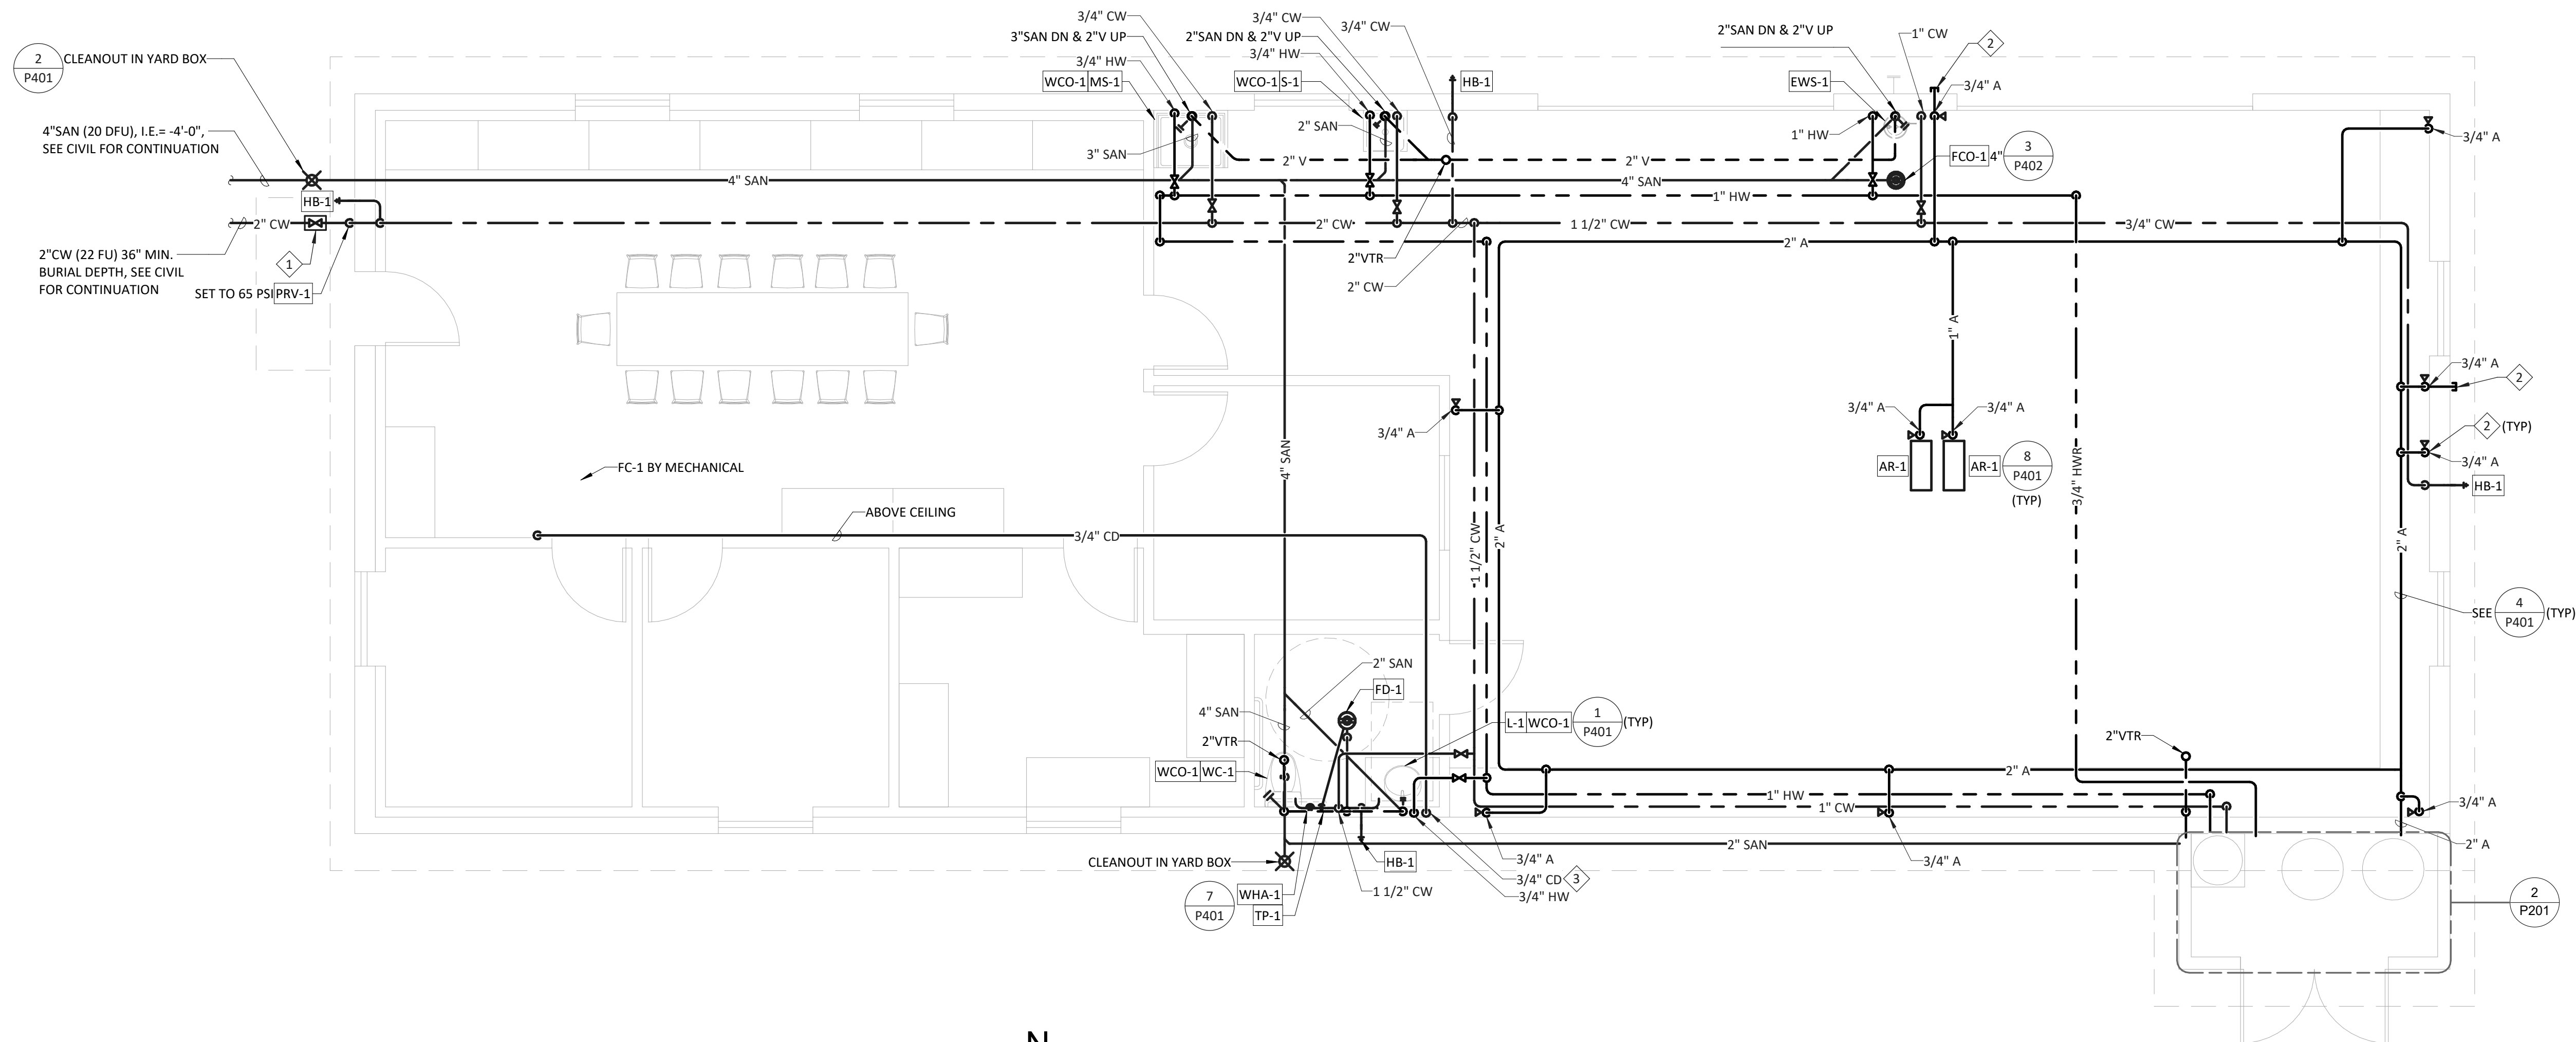 2
P401
CLEANOUT IN YARD BOX
4"SAN (20 DFU), I.E.= -4'-0",
SEE CIVIL FOR CONTINUATION
3/4" CW
3"SAN DN & 2"V UP
3/4" HW
WCO-1 MS-1
3/4" CW
2"SAN DN & 2"V UP
3/4" HW
WCO-1 S-1
3/4" CW
HB-1
2"SAN DN & 2"V UP
1" CW
2
EWS-1
3/4" A
2" SAN
1" HW
3/4" A
3" SAN
2" V
2" V
FCO-1 4"
3
P402
4" SAN
4" SAN
HB-1
1" HW
2" CW
2" CW
1 1/2" CW
3/4" CW
2" A
2"CW (22 FU) 36" MIN.
BURIAL DEPTH, SEE CIVIL
FOR CONTINUATION
1
SET TO 65 PSI PRV-1
2"VTR
2" CW
1" A
3/4" A
2
3/4" A
3/4" A
3/4" A
2 (TYP)
3/4" A
4" SAN
FC-1 BY MECHANICAL
AR-1
AR-1
8
P401
(TYP)
3/4" HWR
HB-1
ABOVE CEILING
3/4" CD
1 1/2" CW
2" A
2" A
SEE
4
P401
(TYP)
2" SAN
FD-1
4" SAN
L-1 WCO-1
1
P401
(TYP)
2"VTR
2"VTR
WCO-1 WC-1
2" A
1" HW
1" CW
3/4" A
2" SAN
2" A
CLEANOUT IN YARD BOX
HB-1
3/4" A
3/4" A
3/4" CD
3
7
P401
WHA-1
1 1/2" CW
3/4" HW
TP-1
2
P201
N